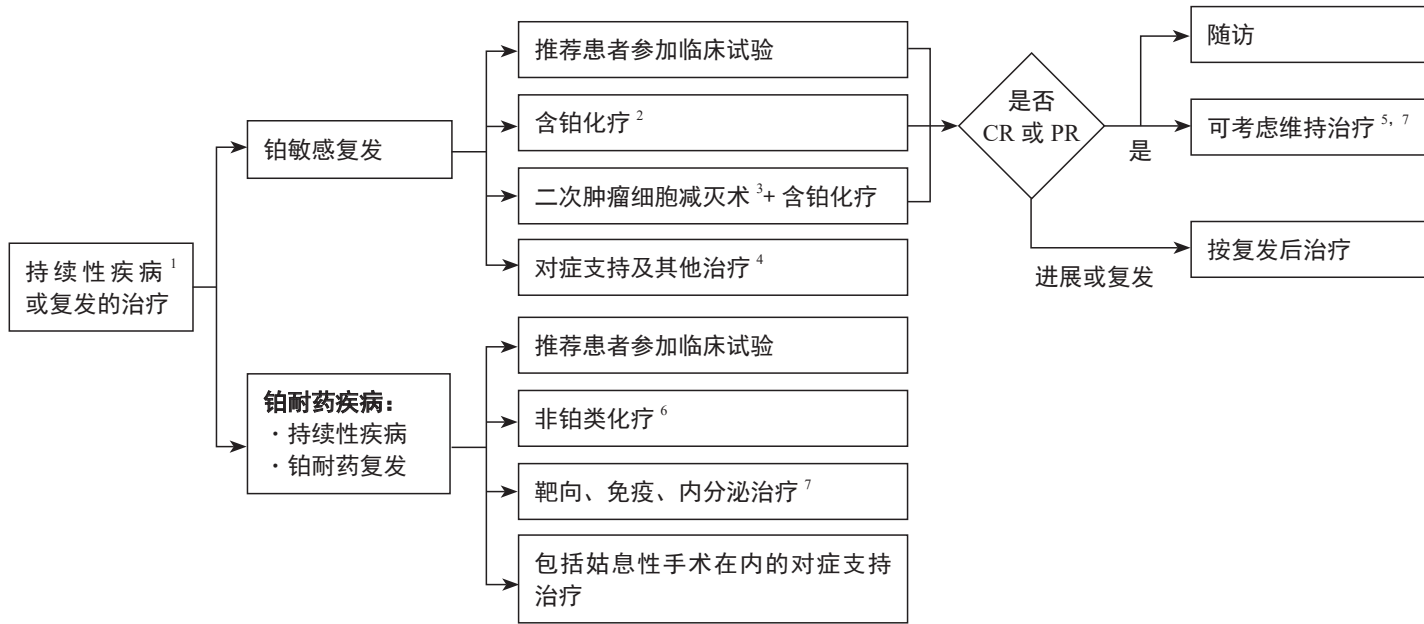 持续性疾病 1
或复发的治疗
铂敏感复发
铂耐药疾病：
· 持续性疾病
· 铂耐药复发
推荐患者参加临床试验
含铂化疗 2
二次肿瘤细胞减灭术 3+ 含铂化疗
对症支持及其他治疗 4
推荐患者参加临床试验
非铂类化疗 6
靶向、免疫、内分泌治疗 7
包括姑息性手术在内的对症支持
治疗
是否
CR 或 PR
是
进展或复发
随访
可考虑维持治疗 5, 7
按复发后治疗